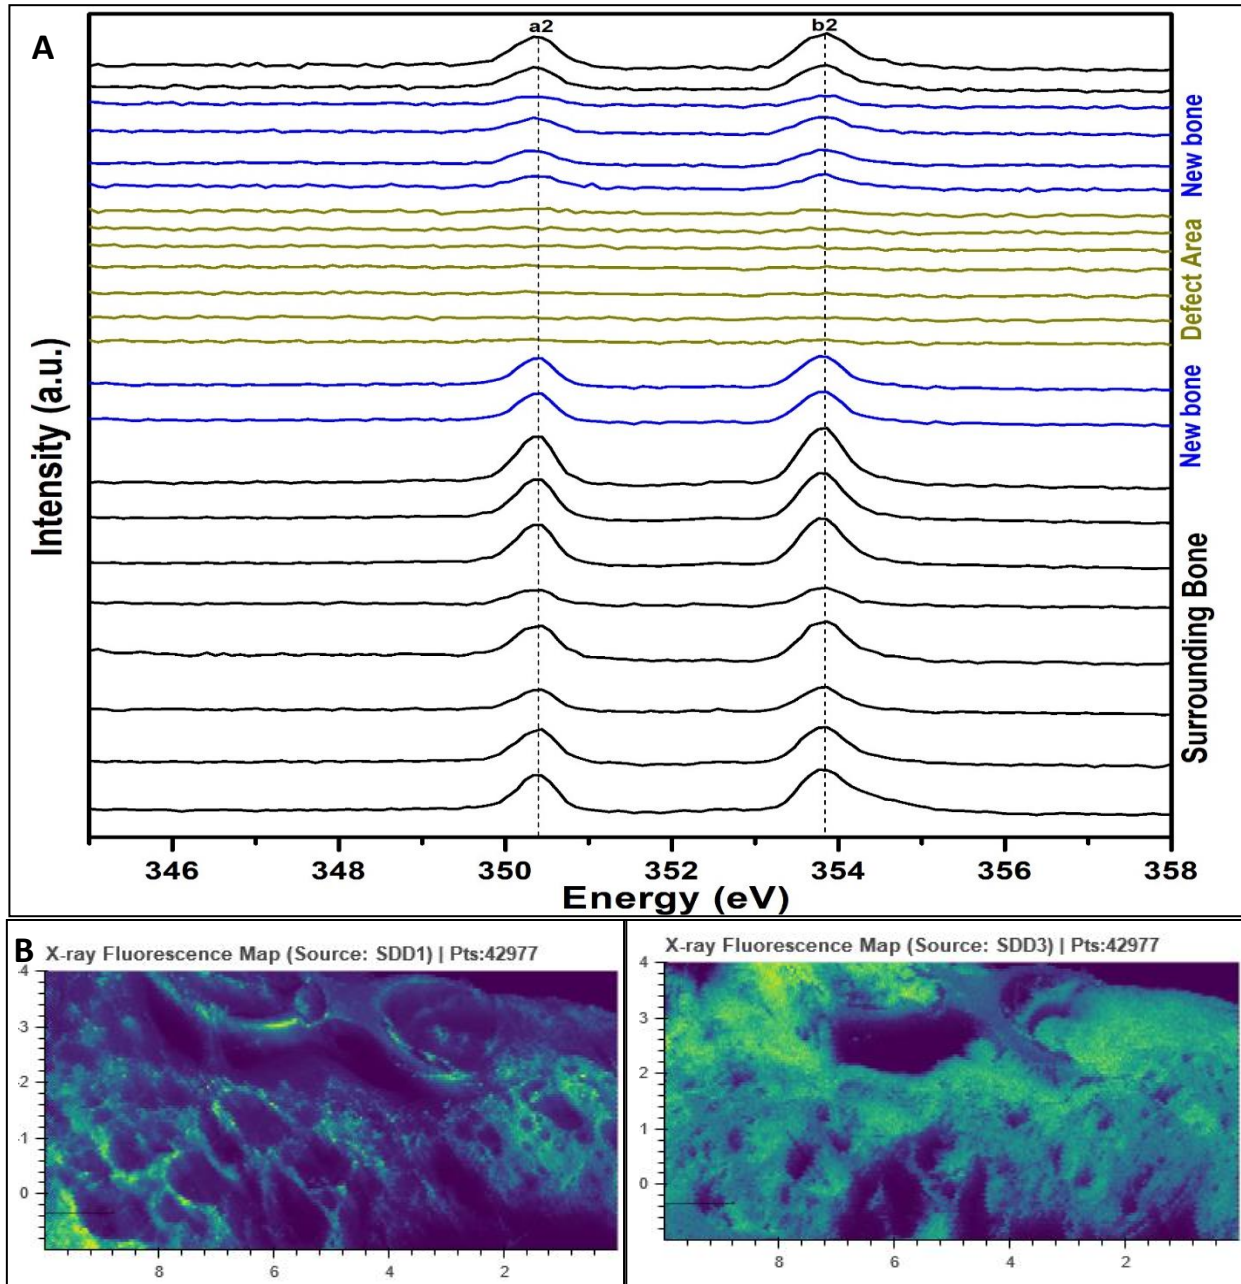 A
a2
b2
New bone
Defect Area
New bone
Surrounding Bone
Intensity (a.u.)
346
348
350
352
354
356
358
Energy (eV)
B
X-ray Fluorescence Map (Source: SDD1) | Pts:42977
4
3
2
1
0
8
6
4
2
X-ray Fluorescence Map (Source: SDD3) | Pts:42977
4
3
2
1
0
8
6
4
2